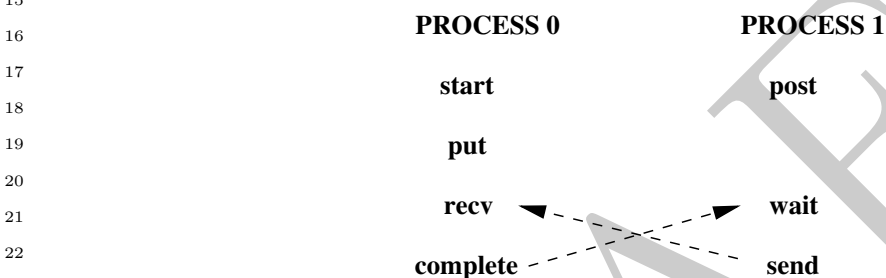 15
16 PROCESS 0 PROCESS 1
17
start post
18
19 put
20
21 recv wait
22
complete send